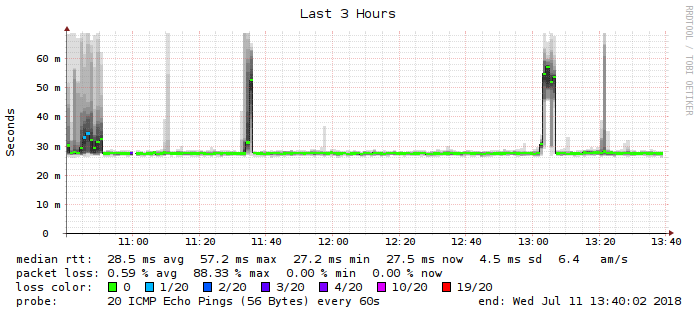 Last 3 Hours
RRDTOOL / TOBI OETIKER
Seconds
60 m
50 m
40 m
30 m
20 m
10 m
0
11:00 11:20 11:40 12:00 12:20 12:40 13:00 13:20 13:40
median rtt: 28.5 ms avg 57.2 ms max 27.2 ms min 27.5 ms now 4.5 ms sd 6.4 am/s
packet loss: 0.59 % avg 88.33 % max 0.00 % min 0.00 % now
loss color: 0 1/20 2/20 3/20 4/20 10/20 19/20
probe: 20 ICMP Echo Pings (56 Bytes) every 60s end: Wed Jul 11 13:40:02 2018